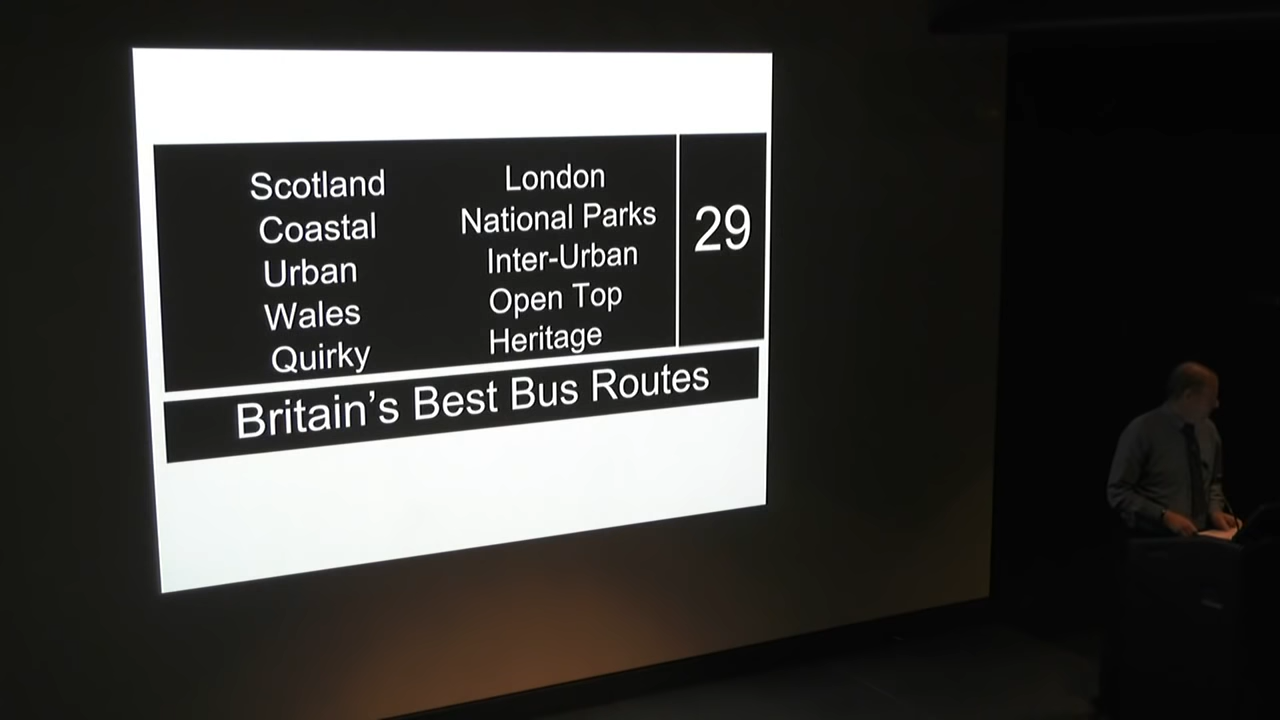 Scotland
Coastal
Urban
Wales
Quirky
London
National Parks
Inter-Urban
Open Top
Heritage
29
Britain’s Best Bus Routes